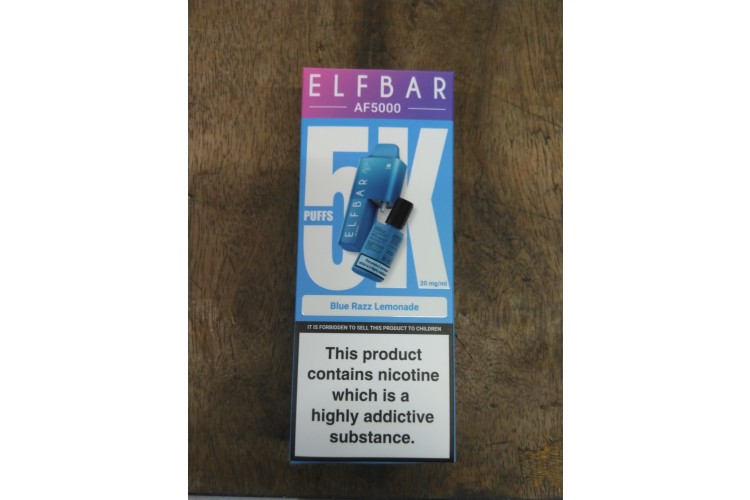 ELFBAR
AF5000
5K
PUFFS
ELFBAR
20 mg/ml
Blue Razz Lemonade
IT IS FORBIDDEN TO SELL THIS PRODUCT TO CHILDREN
This product
contains nicotine
which is a
highly addictive
substance.